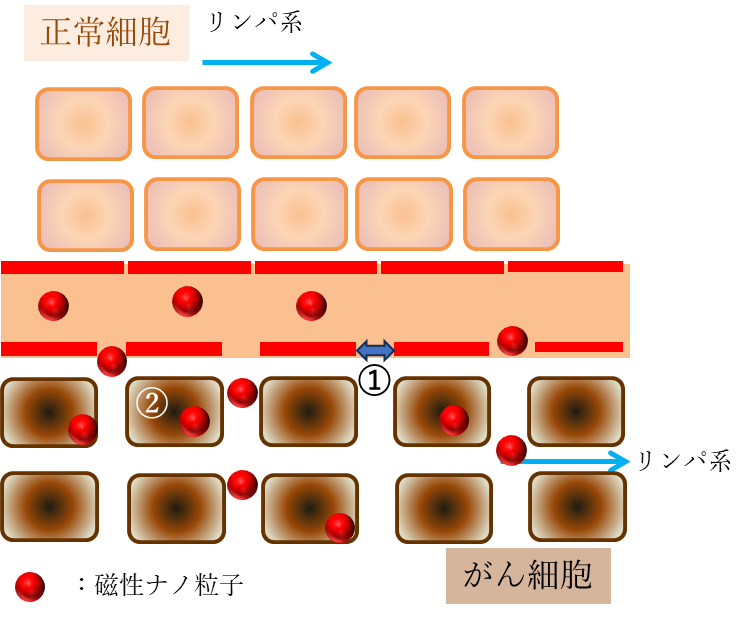 正常細胞
リンパ系
①
②
リンパ系
がん細胞
：磁性ナノ粒子